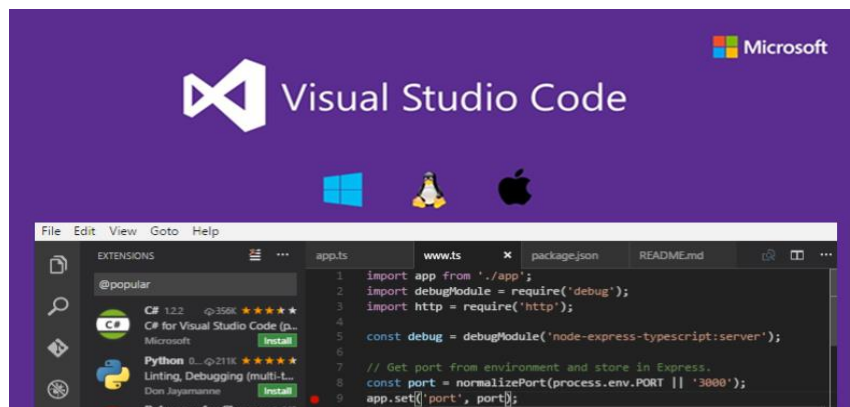 Microsoft
Visual Studio Code
File Edit View Goto Help
EXTENSIONS
app.ts www.ts × package.json README.md
@popular
C# 1.2.2 356K
C# for Visual Studio Code (p...
Microsoft Install
Python 0... 211K
Linting, Debugging (multi-t...
Don Jayamanne Install
1 import app from './app';
2 import debugModule = require('debug');
3 import http = require('http');
4
5 const debug = debugModule('node-express-typescript:server');
6
7 // Get port from environment and store in Express.
8 const port = normalizePort(process.env.PORT || '3000');
9 app.set('port', port);